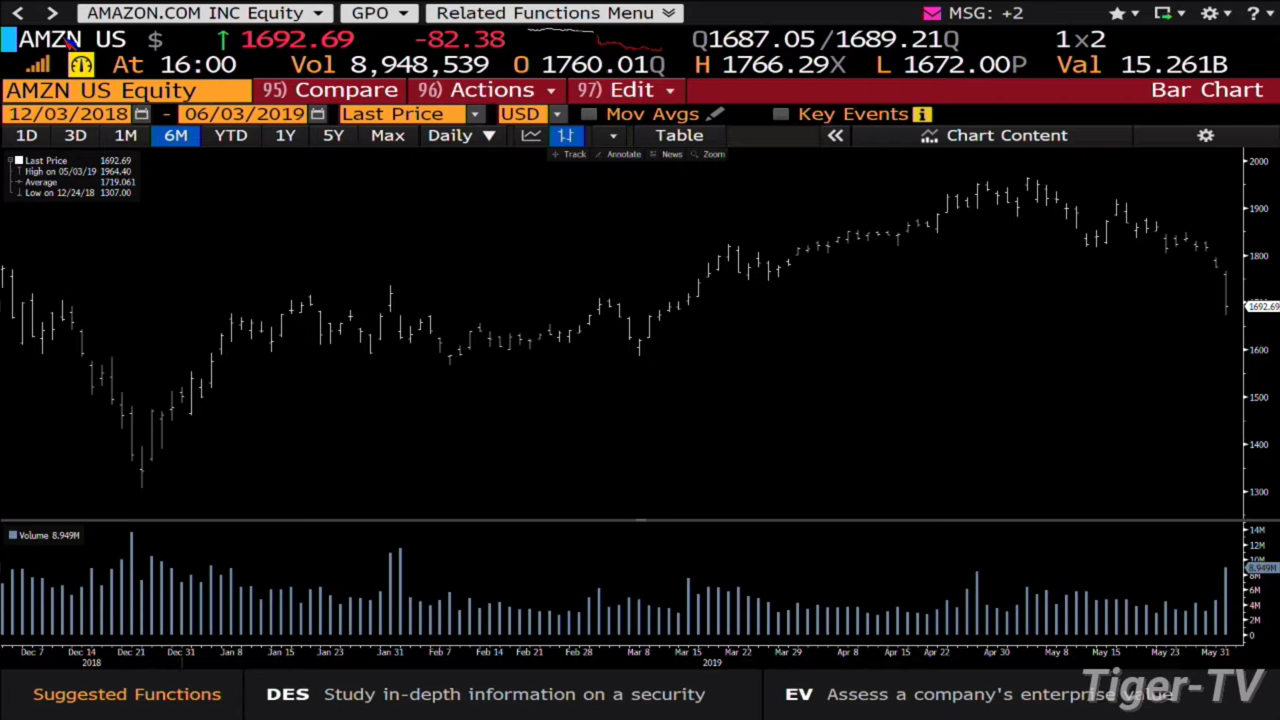 AMAZON.COM INC Equity GPO Related Functions Menu MSG: +2 ?
AMZN US $ ↑ 1692.69 -82.38 Q1687.05/1689.21Q 1x2
At 16:00 Vol 8,948,539 O 1760.01Q H 1766.29X L 1672.00P Val 15.261B
AMZN US Equity 95) Compare 96) Actions 97) Edit Bar Chart
12/03/2018 - 06/03/2019 Last Price USD Mov Avgs Key Events i
1D 3D 1M 6M YTD 1Y 5Y Max Daily ▼ Table « Chart Content
Track Annotate News Zoom
Last Price 1692.69
High on 05/03/19 1964.40
Average 1719.061
Low on 12/24/18 1307.00
2000
1900
1800
1692.69
1600
1500
1400
1300
Volume 8.949M
14M
12M
10M
8.949M
8M
6M
4M
2M
0
Dec 7 Dec 14 Dec 21 Dec 31 Jan 8 Jan 15 Jan 23 Jan 31 Feb 7 Feb 14 Feb 21 Feb 28 Mar 8 Mar 15 Mar 22 Mar 29 Apr 8 Apr 15 Apr 22 Apr 30 May 8 May 16 May 23 May 31
2018 2019
Suggested Functions DES Study in-depth information on a security EV Assess a company's enterprise value
Tiger-TV